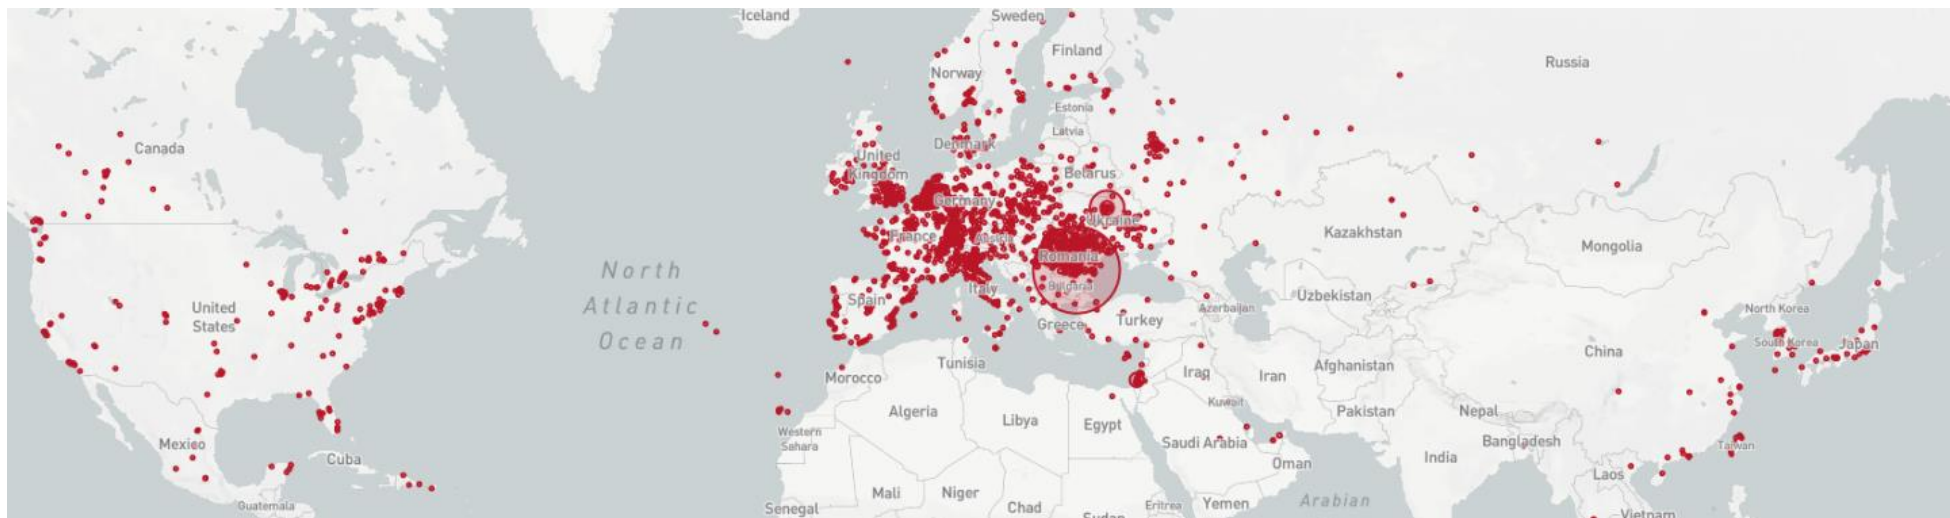 Iceland
Sweden
Finland
Norway
Russia
Estonia
Latvia
Denmark
Canada
United
Kingdom
Belarus
Germany
Ukraine
France
Austria
Kazakhstan
Mongolia
Romania
North
Atlantic
Ocean
Italy
Bulgaria
Spain
United
States
Uzbekistan
Azerbaijan
North Korea
Greece
Turkey
South Korea
Japan
China
Tunisia
Afghanistan
Morocco
Iraq
Iran
Kuwait
Pakistan
Nepal
Algeria
Libya
Egypt
Western
Sahara
Saudi Arabia
Bangladesh
Taiwan
Mexico
Cuba
India
Oman
Laos
Mali
Niger
Chad
Guatemala
Senegal
Eritrea
Yemen
Arabian
Sudan
Vietnam